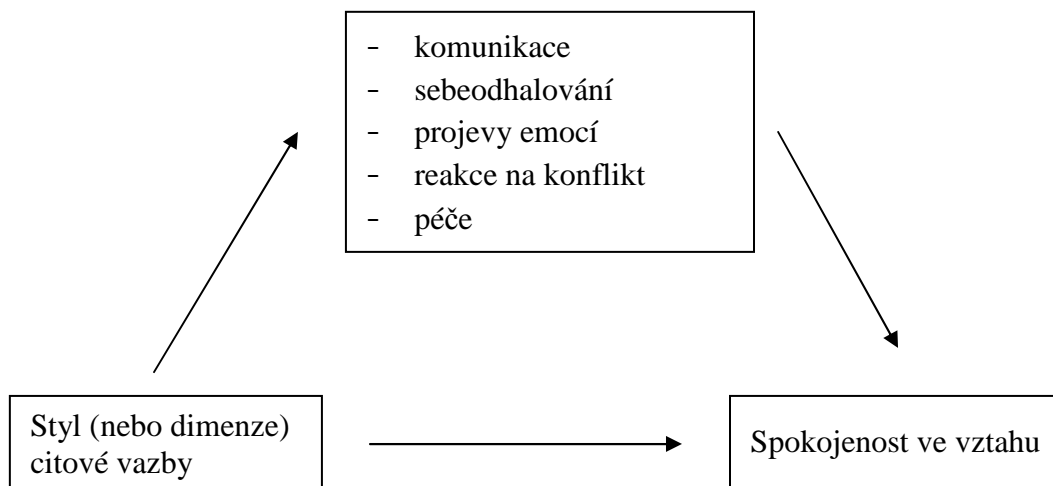 - komunikace
- sebeodhalování
- projevy emocí
- reakce na konflikt
- péče
Styl (nebo dimenze)
citové vazby
Spokojenost ve vztahu